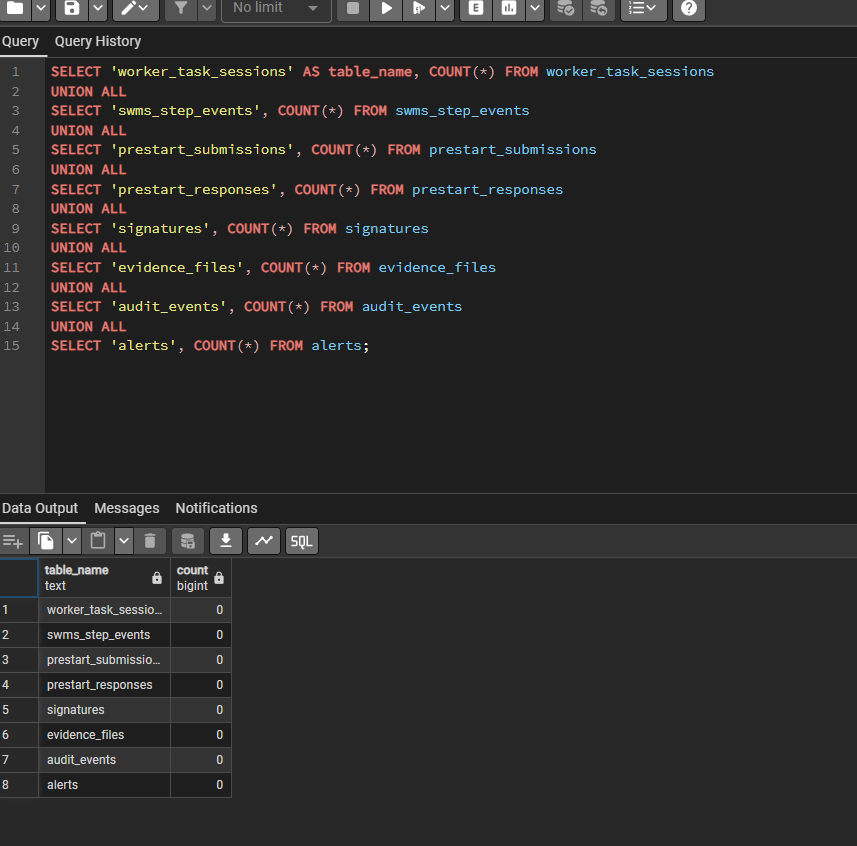 No limit
E
Query Query History
1 SELECT 'worker_task_sessions' AS table_name, COUNT(*) FROM worker_task_sessions
2 UNION ALL
3 SELECT 'swms_step_events', COUNT(*) FROM swms_step_events
4 UNION ALL
5 SELECT 'prestart_submissions', COUNT(*) FROM prestart_submissions
6 UNION ALL
7 SELECT 'prestart_responses', COUNT(*) FROM prestart_responses
8 UNION ALL
9 SELECT 'signatures', COUNT(*) FROM signatures
10 UNION ALL
11 SELECT 'evidence_files', COUNT(*) FROM evidence_files
12 UNION ALL
13 SELECT 'audit_events', COUNT(*) FROM audit_events
14 UNION ALL
15 SELECT 'alerts', COUNT(*) FROM alerts;
Data Output Messages Notifications
SQL
table_name count
text bigint
1 worker_task_sessio... 0
2 swms_step_events 0
3 prestart_submissio... 0
4 prestart_responses 0
5 signatures 0
6 evidence_files 0
7 audit_events 0
8 alerts 0